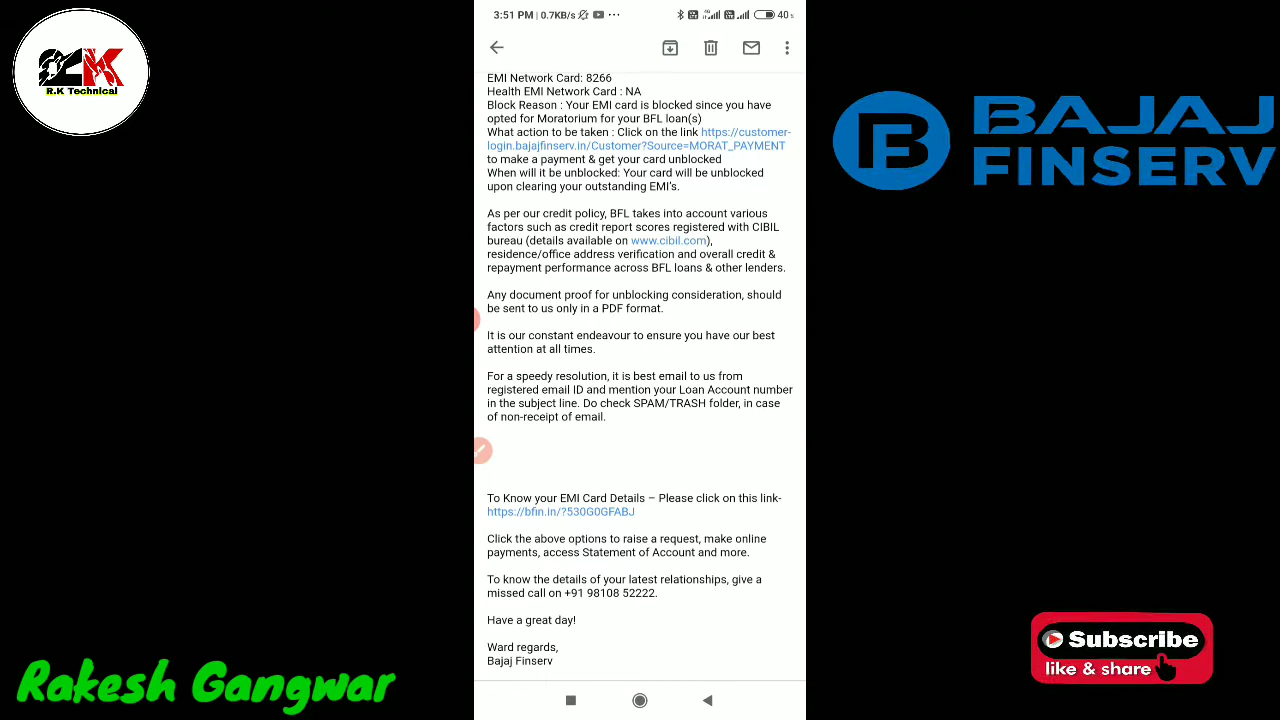 R.K Technical
3:51 PM | 0.7KB/s ...
40
EMI Network Card: 8266
Health EMI Network Card : NA
Block Reason : Your EMI card is blocked since you have
opted for Moratorium for your BFL loan(s)
What action to be taken : Click on the link https://customer-
login.bajajfinserv.in/Customer?Source=MORAT_PAYMENT
to make a payment & get your card unblocked
When will it be unblocked: Your card will be unblocked
upon clearing your outstanding EMI's.
As per our credit policy, BFL takes into account various
factors such as credit report scores registered with CIBIL
bureau (details available on www.cibil.com),
residence/office address verification and overall credit &
repayment performance across BFL loans & other lenders.
Any document proof for unblocking consideration, should
be sent to us only in a PDF format.
It is our constant endeavour to ensure you have our best
attention at all times.
For a speedy resolution, it is best email to us from
registered email ID and mention your Loan Account number
in the subject line. Do check SPAM/TRASH folder, in case
of non-receipt of email.
To Know your EMI Card Details – Please click on this link-
https://bfin.in/?530G0GFABJ
Click the above options to raise a request, make online
payments, access Statement of Account and more.
To know the details of your latest relationships, give a
missed call on +91 98108 52222.
Have a great day!
Ward regards,
Bajaj Finserv
BAJAJ
FINSERV
Rakesh Gangwar
Subscribe
like & share